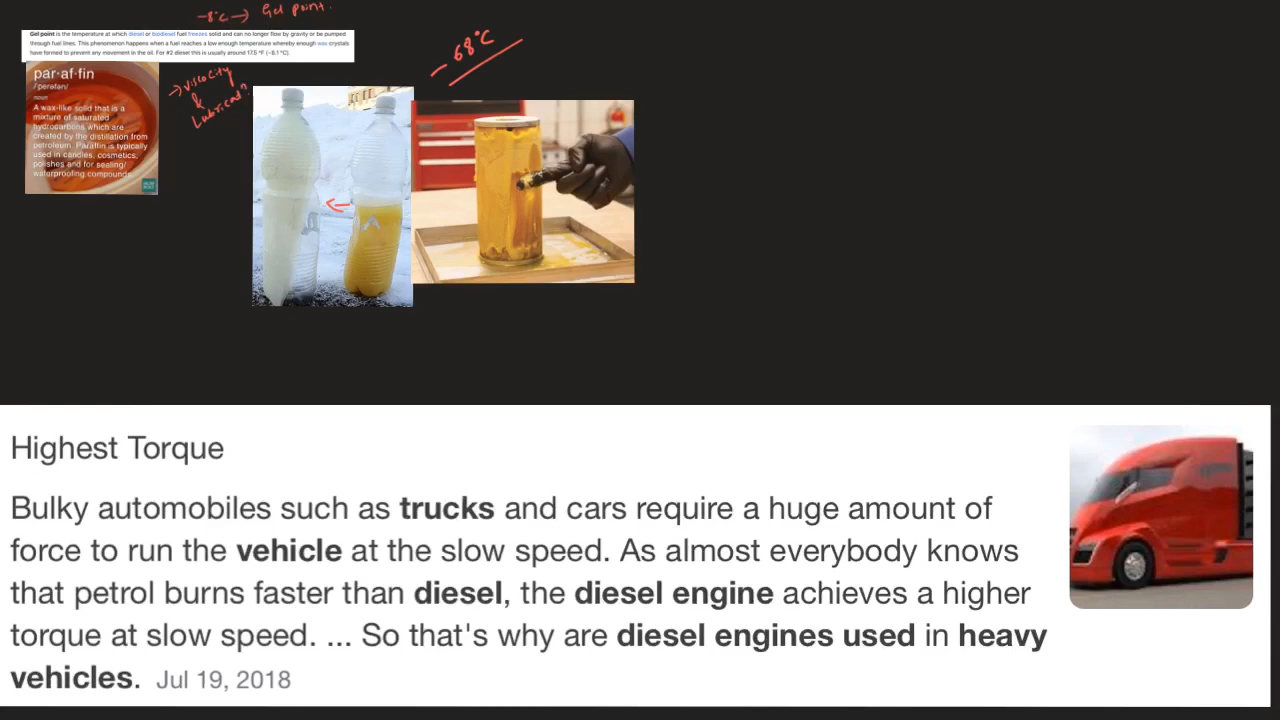 -8°C → Gel point.
Gel point is the temperature at which diesel or biodiesel fuel freezes solid and can no longer flow by gravity or be pumped
through fuel lines. This phenomenon happens when a fuel reaches a low enough temperature whereby enough wax crystals
have formed to prevent any movement in the oil. For #2 diesel this is usually around 17.5 °F (−8.1 °C).
par·af·fin
/ˈperəfən/
noun
A wax-like solid that is a
mixture of saturated
hydrocarbons which are
created by the distillation from
petroleum. Paraffin is typically
used in candles, cosmetics,
polishes and for sealing/
waterproofing compounds.
→ viscocity
&
Lubricat?
-68°C
Highest Torque
Bulky automobiles such as trucks and cars require a huge amount of
force to run the vehicle at the slow speed. As almost everybody knows
that petrol burns faster than diesel, the diesel engine achieves a higher
torque at slow speed. ... So that's why are diesel engines used in heavy
vehicles. Jul 19, 2018